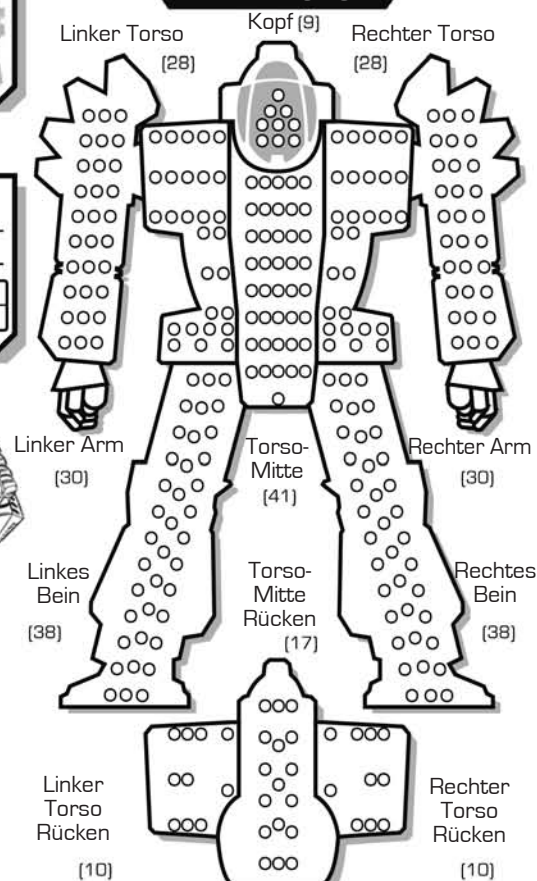 Kopf (9)
Linker Torso
(28)
Rechter Torso
(28)
Linker Arm
(30)
Torso-
Mitte
(41)
Rechter Arm
(30)
Linkes
Bein
(38)
Torso-
Mitte
Rücken
(17)
Rechtes
Bein
(38)
Linker
Torso
Rücken
(10)
Rechter
Torso
Rücken
(10)